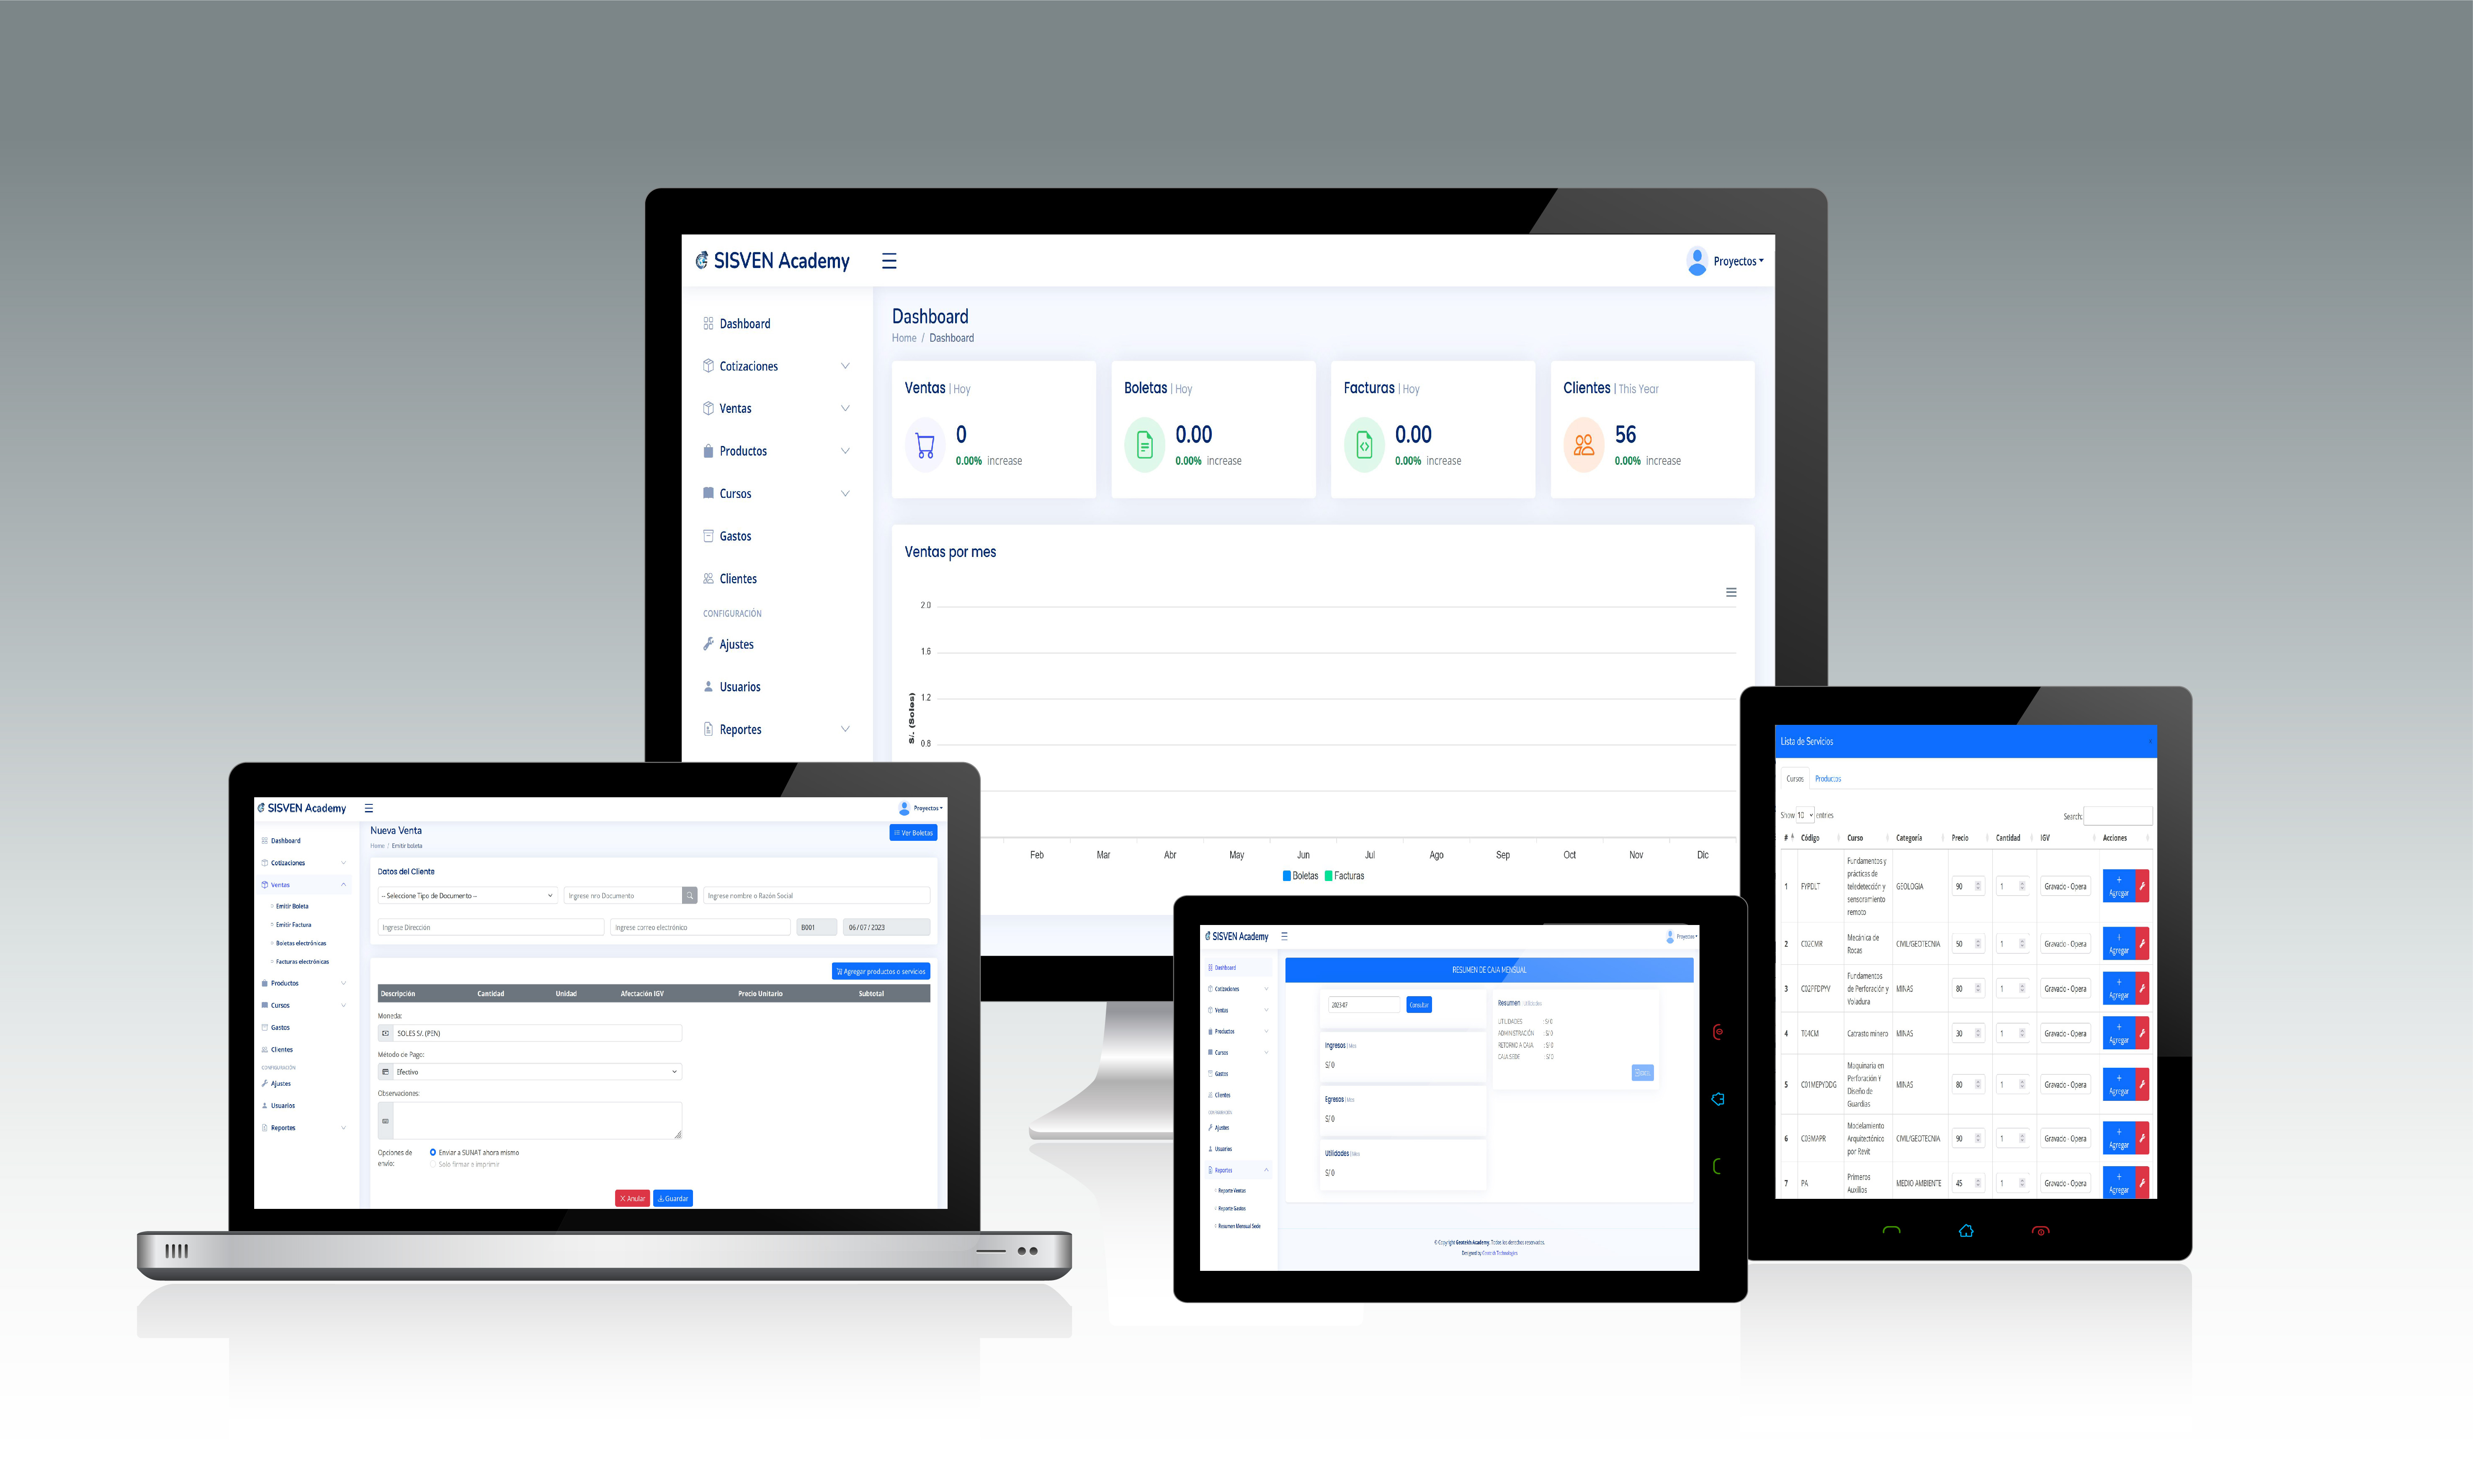 SISVEN Academy
Proyectos
Dashboard
Cotizaciones
Ventas
Productos
Cursos
Gastos
Clientes
CONFIGURACIÓN
Ajustes
Usuarios
Reportes
Dashboard
Home / Dashboard
Ventas | Hoy
0
0.00% increase
Boletas | Hoy
0.00
0.00% increase
Facturas | Hoy
0.00
0.00% increase
Clientes | This Year
56
0.00% increase
Ventas por mes
2.0
1.6
1.2
0.8
S/. (Soles)
Feb Mar Abr May Jun Jul Ago Sep Oct Nov Dic
Boletas Facturas
SISVEN Academy
Proyectos
Dashboard
Cotizaciones
Ventas
Emitir Boleta
Emitir Factura
Boletas electrónicas
Facturas electrónicas
Productos
Cursos
Gastos
Clientes
CONFIGURACIÓN
Ajustes
Usuarios
Reportes
Nueva Venta
Ver Boletas
Home / Emitir boleta
Datos del Cliente
-- Seleccione Tipo de Documento --
Ingrese nro Documento
Ingrese nombre o Razón Social
Ingrese Dirección
Ingrese correo electrónico
B001
06/07/2023
Agregar productos o servicios
Descripción Cantidad Unidad Afectación IGV Precio Unitario Subtotal
Moneda:
SOLES S/. (PEN)
Método de Pago:
Efectivo
Observaciones:
Opciones de
envío:
Enviar a SUNAT ahora mismo
Solo firmar e imprimir
X Anular
Guardar
SISVEN Academy
Proyectos
Dashboard
Cotizaciones
Ventas
Productos
Cursos
Gastos
Clientes
CONFIGURACIÓN
Ajustes
Usuarios
Reportes
Reporte Ventas
Reporte Gastos
Resumen Mensual Sede
RESUMEN DE CAJA MENSUAL
2023-07
Consultar
Ingresos | Mes
S/ 0
Egresos | Mes
S/ 0
Utilidades | Mes
S/ 0
Resumen | Utilidades
UTILIDADES : S/ 0
ADMINISTRACIÓN : S/ 0
RETORNO A CAJA : S/ 0
CAJA SEDE : S/ 0
© Copyright Geotekh Academy. Todos los derechos reservados.
Designed by
Lista de Servicios
Cursos Productos
Show 10 entries
Search:
# Código Curso Categoría Precio Cantidad IGV Acciones
1 FYPDLT Fundamentos y prácticas de teledetección y sensoramiento remoto GEOLOGIA 90 1 Gravado - Opera + Agregar
2 C02CMR Mecánica de Rocas CIVIL/GEOTECNIA 50 1 Gravado - Opera + Agregar
3 C02FFDPYV Fundamentos de Perforación y Voladura MINAS 80 1 Gravado - Opera + Agregar
4 T04CM Catrasto minero MINAS 30 1 Gravado - Opera + Agregar
5 C01MEPYDDG Maquinaria en Perforación Y Diseño de Guardias MINAS 80 1 Gravado - Opera + Agregar
6 C03MAPR Modelamiento Arquitectónico por Revit CIVIL/GEOTECNIA 90 1 Gravado - Opera + Agregar
7 PA Primeros Auxilios MEDIO AMBIENTE 45 1 Gravado - Opera + Agregar